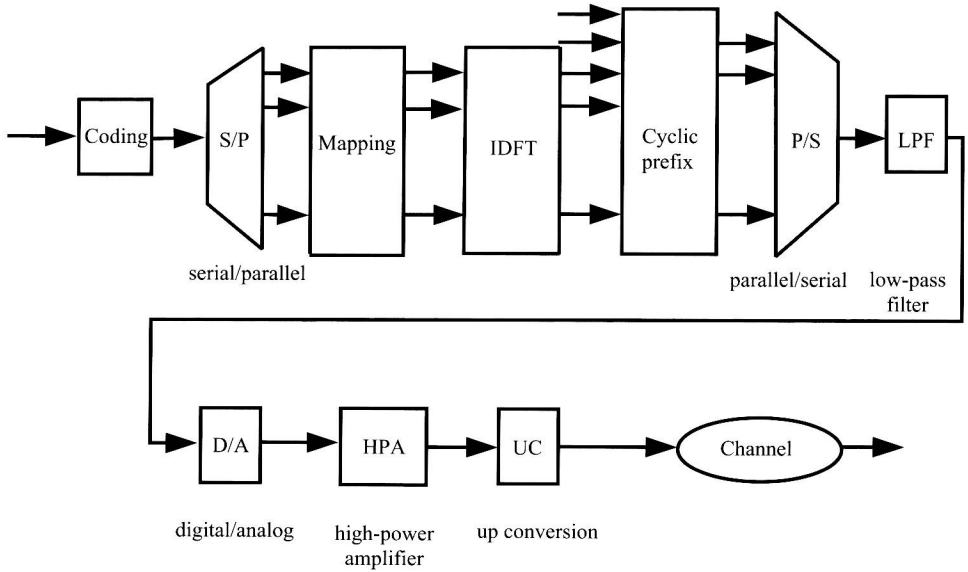 Coding
S/P
Mapping
IDFT
Cyclic
prefix
P/S
LPF
serial/parallel
parallel/serial
low-pass
filter
D/A
HPA
UC
Channel
digital/analog
high-power
amplifier
up conversion